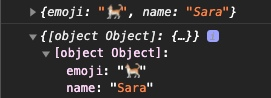 ▶ {emoji: "🐈", name: "Sara"}
▼ {[object Object]: {…}} i
▼ [object Object]:
emoji: "🐈"
name: "Sara"